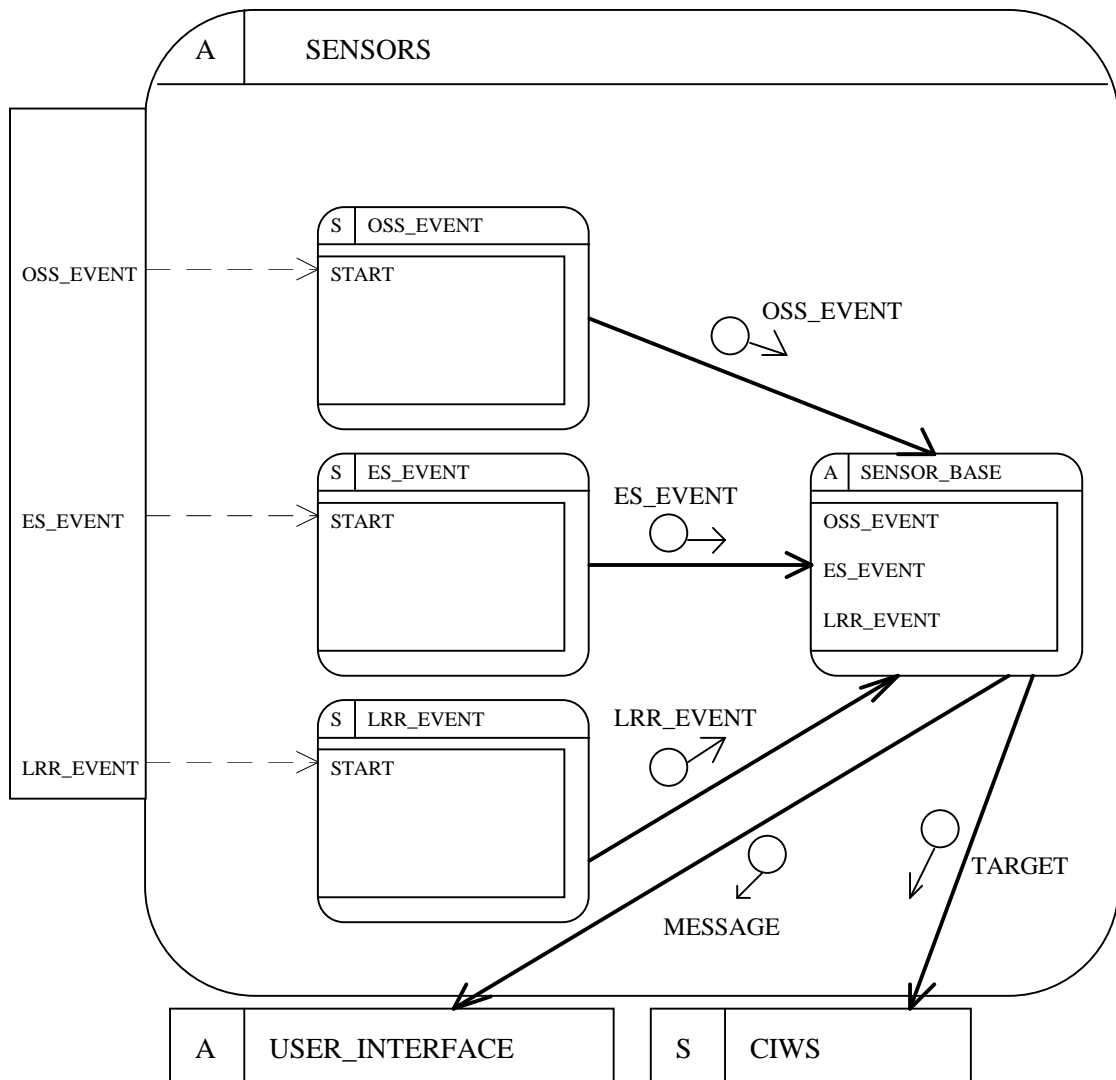 A SENSORS
S OSS_EVENT
OSS_EVENT START
OSS_EVENT
S ES_EVENT
A SENSOR_BASE
ES_EVENT START
ES_EVENT
OSS_EVENT
ES_EVENT
LRR_EVENT
S LRR_EVENT
LRR_EVENT
LRR_EVENT START
TARGET
MESSAGE
A USER_INTERFACE
S CIWS